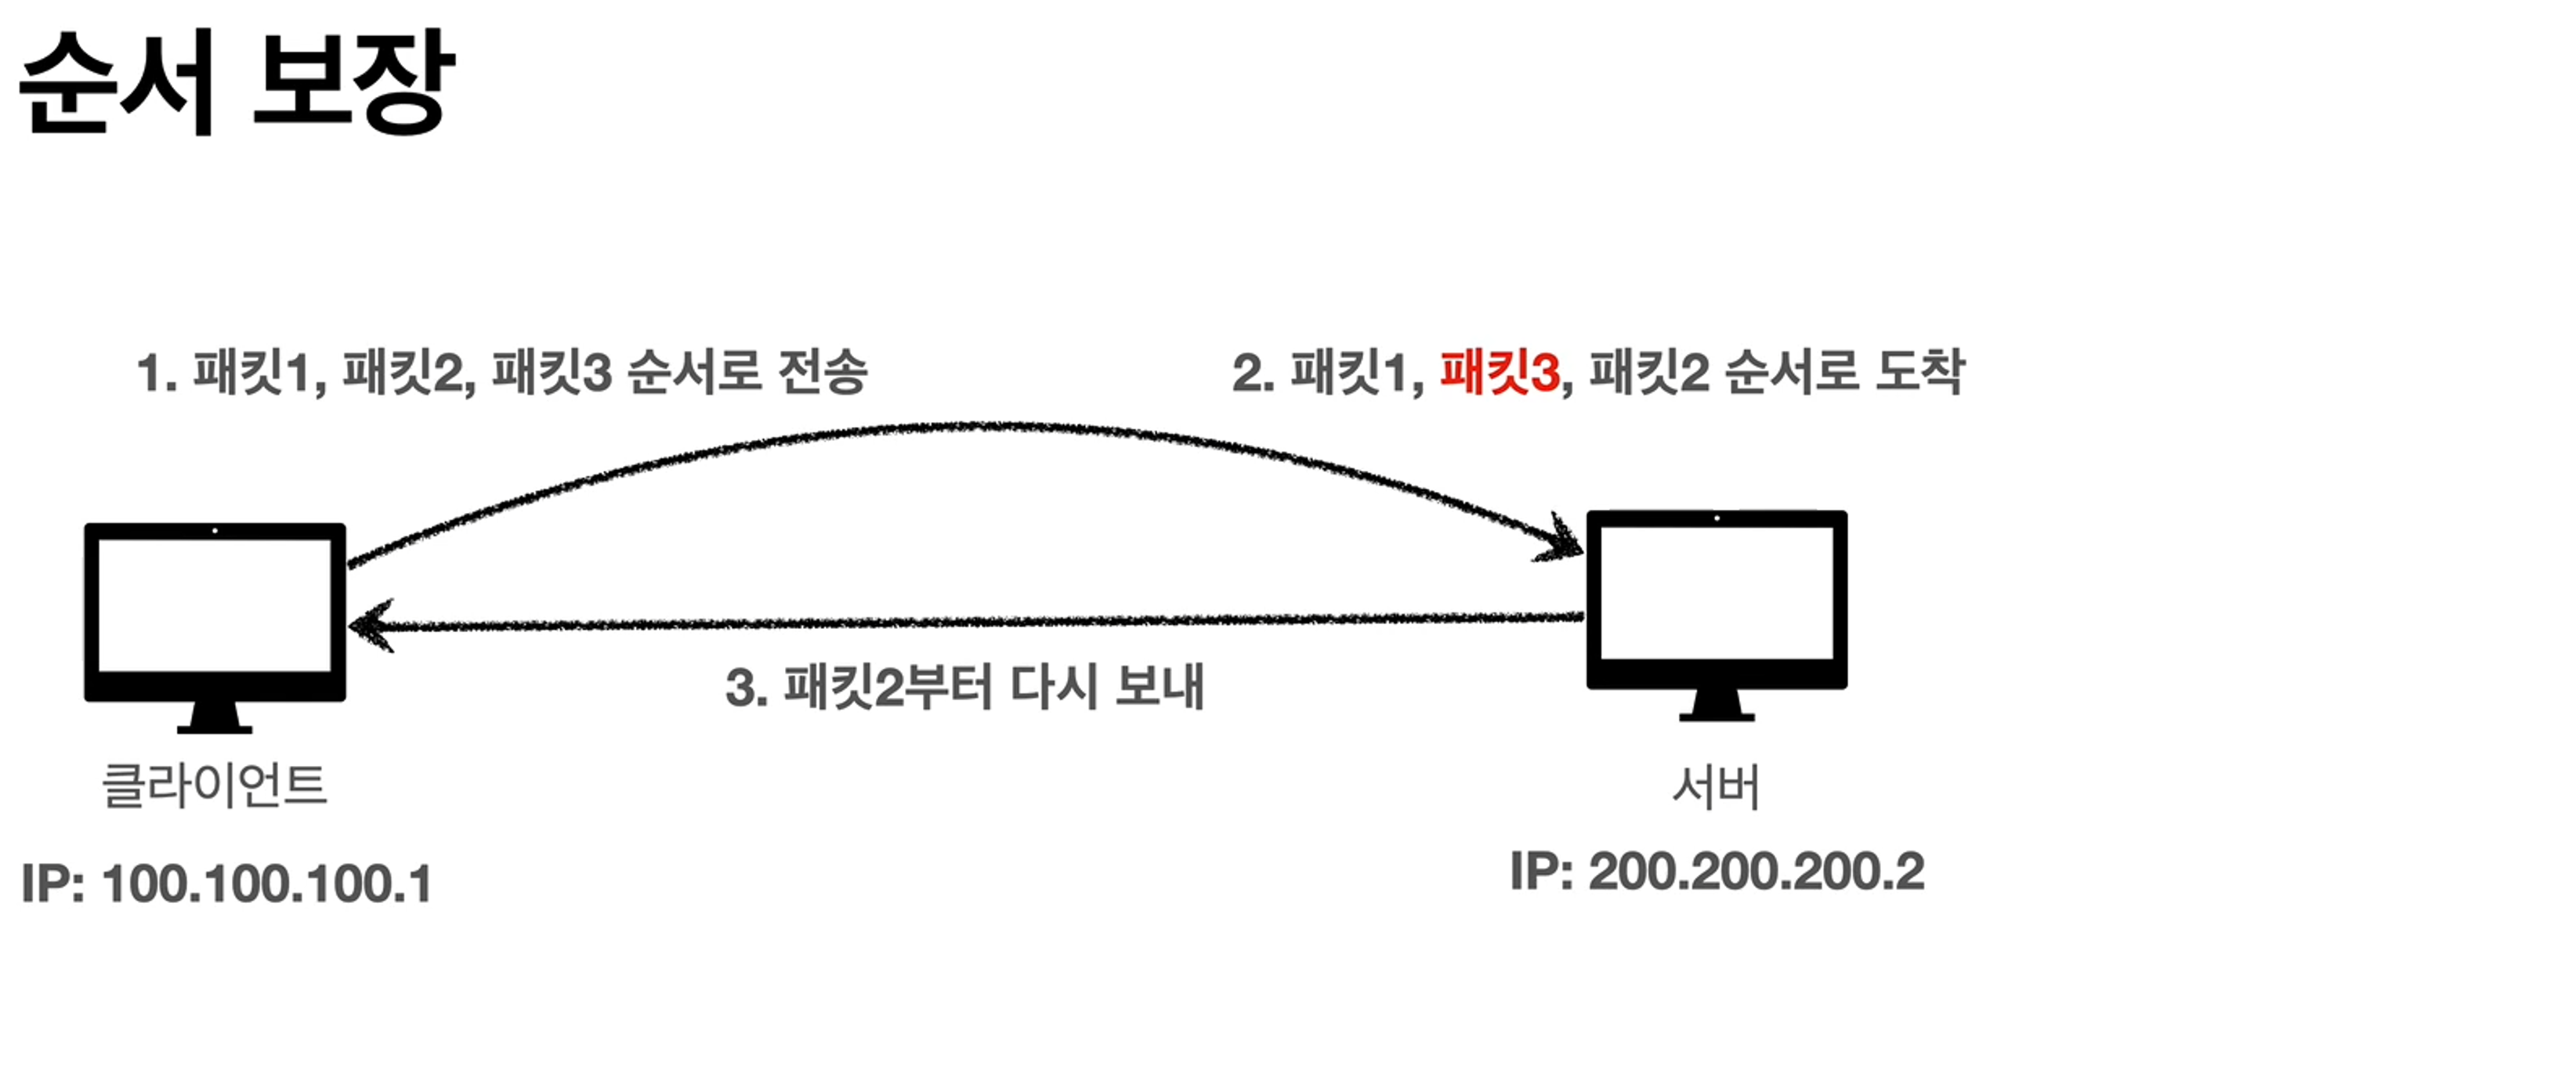 순서 보장
1. 패킷1, 패킷2, 패킷3 순서로 전송
2. 패킷1, 패킷3, 패킷2 순서로 도착
3. 패킷2부터 다시 보내
클라이언트
서버
IP: 100.100.100.1
IP: 200.200.200.2